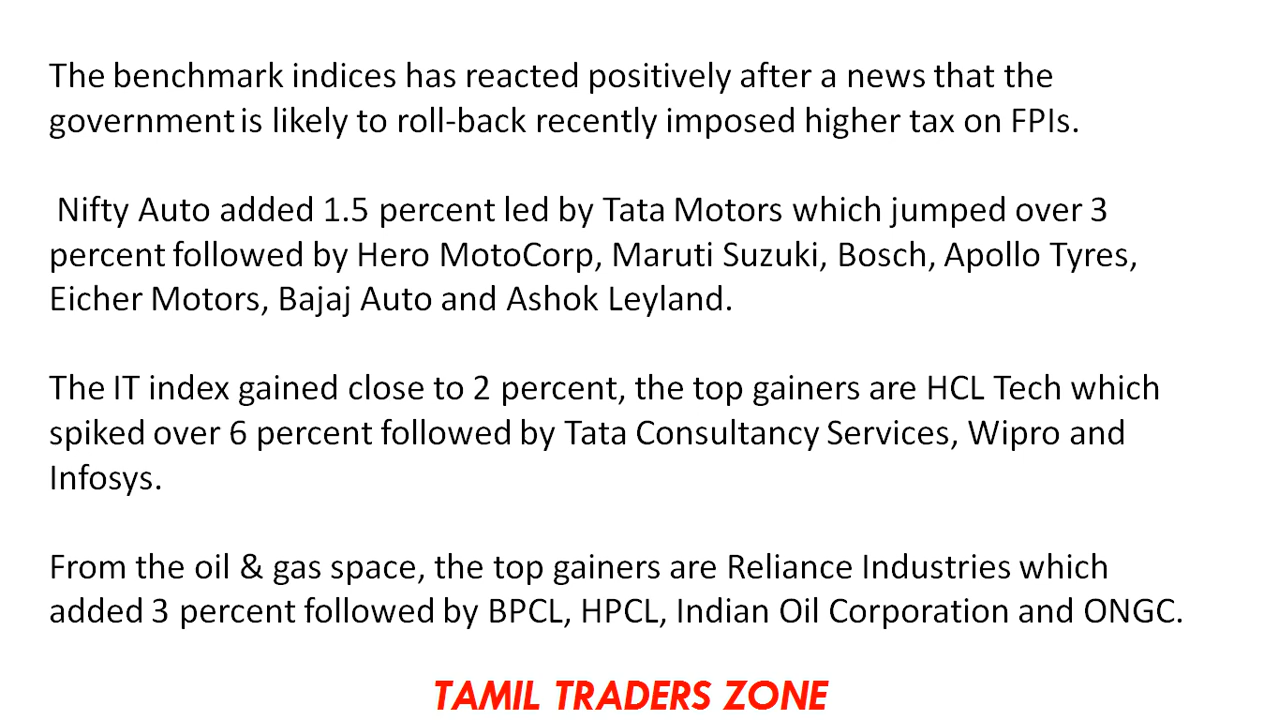 The benchmark indices has reacted positively after a news that the
government is likely to roll-back recently imposed higher tax on FPIs.
Nifty Auto added 1.5 percent led by Tata Motors which jumped over 3
percent followed by Hero MotoCorp, Maruti Suzuki, Bosch, Apollo Tyres,
Eicher Motors, Bajaj Auto and Ashok Leyland.
The IT index gained close to 2 percent, the top gainers are HCL Tech which
spiked over 6 percent followed by Tata Consultancy Services, Wipro and
Infosys.
From the oil & gas space, the top gainers are Reliance Industries which
added 3 percent followed by BPCL, HPCL, Indian Oil Corporation and ONGC.
TAMIL TRADERS ZONE